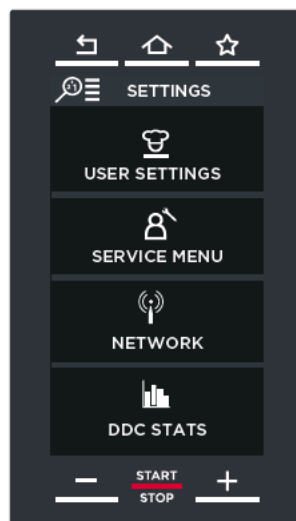 SETTINGS
USER SETTINGS
SERVICE MENU
NETWORK
DDC STATS
START
STOP